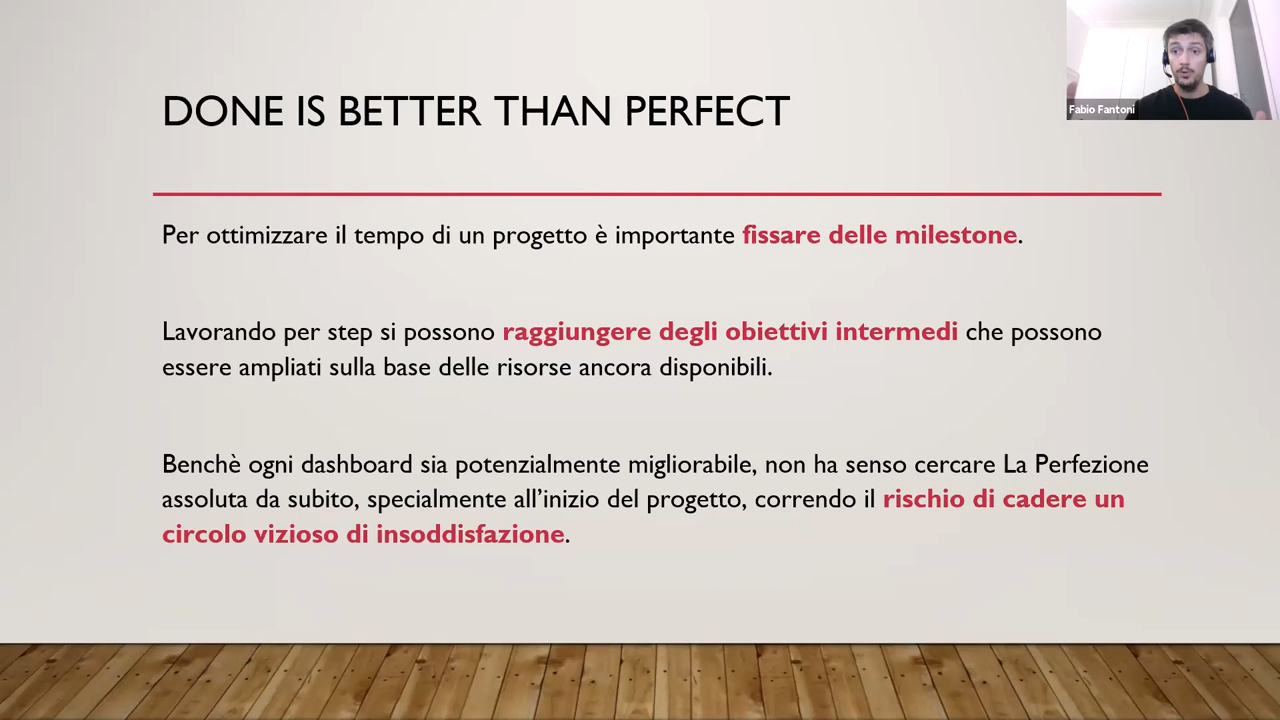 DONE IS BETTER THAN PERFECT
Fabio Fantoni
Per ottimizzare il tempo di un progetto è importante fissare delle milestone.
Lavorando per step si possono raggiungere degli obiettivi intermedi che possono
essere ampliati sulla base delle risorse ancora disponibili.
Benchè ogni dashboard sia potenzialmente migliorabile, non ha senso cercare La Perfezione
assoluta da subito, specialmente all’inizio del progetto, correndo il rischio di cadere un
circolo vizioso di insoddisfazione.